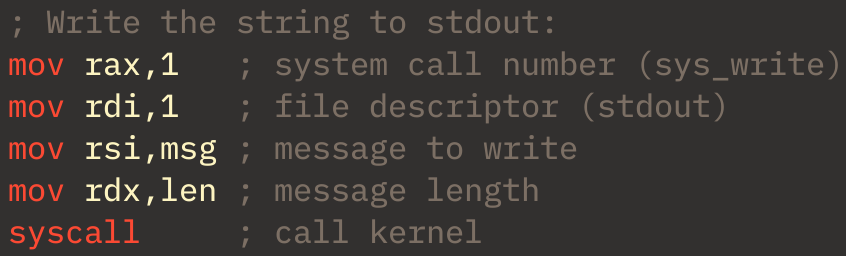 ; Write the string to stdout:
mov rax,1   ; system call number (sys_write)
mov rdi,1   ; file descriptor (stdout)
mov rsi,msg ; message to write
mov rdx,len ; message length
syscall     ; call kernel